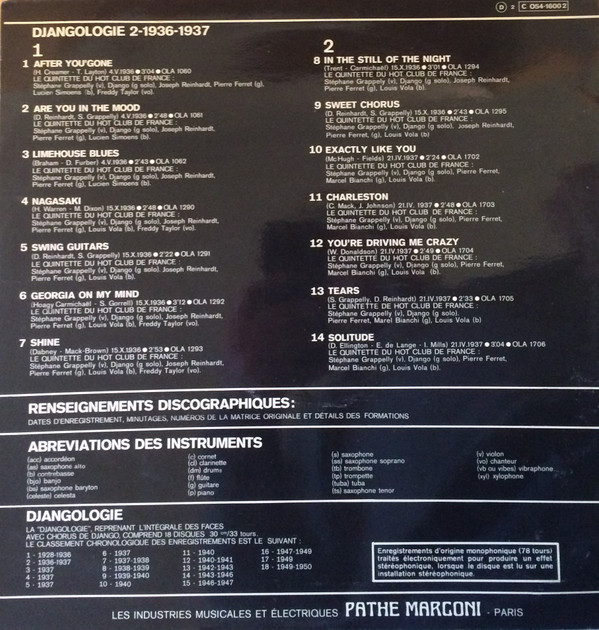 D 2 C 054-16002
DJANGOLOGIE 2-1936-1937
1
1 AFTER YOU'GONE
(H. Creamer - T. Layton) 4.V.1936 ● 3'04 ● OLA 1060
LE QUINTETTE DU HOT CLUB DE FRANCE :
Stéphane Grappelly (v), Django (g solo), Joseph Reinhardt, Pierre Ferret (g),
Lucien Simoens (b), Freddy Taylor (vo).
2 ARE YOU IN THE MOOD
(D. Reinhardt, S. Grappelly) 4.V.1936 ● 2'48 ● OLA 1061
LE QUINTETTE DU HOT CLUB DE FRANCE :
Stéphane Grappelly (v), Django (g solo), Joseph Reinhardt,
Pierre Ferret (g), Lucien Simoens (b).
3 LIMEHOUSE BLUES
(Braham - D. Furber) 4.V.1936 ● 2'43 ● OLA 1062
LE QUINTETTE DU HOT CLUB DE FRANCE :
Stéphane Grappelly (v), Django (g solo), Joseph Reinhardt,
Pierre Ferret (g), Lucien Simoens (b).
4 NAGASAKI
(H. Warren - M. Dixon) 15.X.1936 ● 2'48 ● OLA 1290
LE QUINTETTE DU HOT CLUB DE FRANCE :
Stéphane Grappelly (v), Django (g solo), Joseph Reinhardt,
Pierre Ferret (g), Louis Vola (b), Freddy Taylor (vo).
5 SWING GUITARS
(D. Reinhardt, S. Grappelly) 15.X.1936 ● 2'22 ● OLA 1291
LE QUINTETTE DU HOT CLUB DE FRANCE :
Stéphane Grappelly (v), Django (g solo), Joseph Reinhardt,
Pierre Ferret (g), Louis Vola (b).
6 GEORGIA ON MY MIND
(Hoagy Carmichaël - S. Gorrell) 15.X.1936 ● 3'12 ● OLA 1292
LE QUINTETTE DU HOT CLUB DE FRANCE :
Stéphane Grappelly (v), Django (g solo), Joseph Reinhardt,
Pierre Ferret (g), Louis Vola (b), Freddy Taylor (vo).
7 SHINE
(Dabney - Mack-Brown) 15.X.1936 ● 2'53 ● OLA 1293
LE QUINTETTE DU HOT CLUB DE FRANCE :
Stéphane Grappelly (v), Django (g solo), Joseph Reinhardt,
Pierre Ferret (g), Louis Vola (b), Freddy Taylor (vo).
2
8 IN THE STILL OF THE NIGHT
(Trent - Carmichaël) 15.X.1936 ● 3'01 ● OLA 1294
LE QUINTETTE DU HOT CLUB DE FRANCE :
Stéphane Grappelly (v), Django (g solo), Joseph Reinhardt,
Pierre Ferret (g), Louis Vola (b).
9 SWEET CHORUS
(D. Reinhardt, S. Grappelly) 15.X. 1936 ● 2'43 ● OLA 1295
LE QUINTETTE DU HOT CLUB DE FRANCE :
Stéphane Grappelly (v), Django (g solo), Joseph Reinhardt,
Pierre Ferret, (g), Louis Vola (b).
10 EXACTLY LIKE YOU
(McHugh - Fields) 21.IV.1937 ● 2'24 ● OLA 1702
LE QUINTETTE DU HOT CLUB DE FRANCE :
Stéphane Grappelly (v), Django (g solo), Pierre Ferret,
Marcel Bianchi (g), Louis Vola (b).
11 CHARLESTON
(C. Mack, J. Johnson) 21.IV. 1937 ● 2'48 ● OLA 1703
LE QUINTETTE DU HOT CLUB DE FRANCE :
Stéphane Grappelly (v), Django (g solo), Pierre Ferret,
Marcel Bianchi (g), Louis Vola (b).
12 YOU'RE DRIVING ME CRAZY
(W. Donaldson) 21.IV.1937 ● 2'49 ● OLA 1704
LE QUINTETTE DU HOT CLUB DE FRANCE :
Stéphane Grappelly (v), Django (g solo), Pierre Ferret,
Marcel Bianchi (g), Louis Vola (b).
13 TEARS
(S. Grappelly, D. Reinhardt) 21.IV.1937 ● 2'33 ● OLA 1705
LE QUINTETTE DE HOT CLUB DE FRANCE :
Stéphane Grappelly (v), Django (g solo),
Pierre Ferret, Marel Bianchi (g), Louis Vola (b)
14 SOLITUDE
(D. Ellington - E. de Lange - I. Mills) 21.IV.1937 ● 3'04 ● OLA 1706
LE QUINTETTE DU HOT CLUB DE FRANCE :
Stéphane Grappelly (v), Django (g solo), Pierre Ferret,
Marcel Bianchi (g), Louis Vola (b).
RENSEIGNEMENTS DISCOGRAPHIQUES:
DATES D'ENREGISTREMENT, MINUTAGES, NUMEROS DE LA MATRICE ORIGINALE ET DÉTAILS DES FORMATIONS
ABREVIATIONS DES INSTRUMENTS
(acc) accordéon
(as) saxophone alto
(b) contrebasse
(bjo) banjo
(bs) saxophone baryton
(celeste) celesta
(c) cornet
(cl) clarinette
(dm) drums
(f) flûte
(g) guitare
(p) piano
(s) saxophone
(ss) saxophone soprano
(tb) trombone
(tp) trompette
(tuba) tuba
(ts) saxophone tenor
(v) violon
(vo) chanteur
(vb ou vibes) vibraphone
(xyl) xylophone
DJANGOLOGIE
LA "DJANGOLOGIE", REPRENANT L'INTÉGRALE DES FACES
AVEC CHORUS DE DJANGO, COMPREND 18 DISQUES 30 cm/33 tours.
LE CLASSEMENT CHRONOLOGIQUE DES ENREGISTREMENTS EST LE SUIVANT :
1 - 1928-1936
2 - 1936-1937
3 - 1937
4 - 1937
5 - 1937
6 - 1937
7 - 1937-1938
8 - 1938-1939
9 - 1939-1940
10 - 1940
11 - 1940
12 - 1940-1941
13 - 1942-1943
14 - 1943-1946
15 - 1946-1947
16 - 1947-1949
17 - 1949
18 - 1949-1950
Enregistrements d'origine monophonique (78 tours)
traités électroniquement pour produire un effet
stéréophonique, lorsque le disque est lu sur une
installation stéréophonique.
LES INDUSTRIES MUSICALES ET ÉLECTRIQUES PATHE MARCONI - PARIS